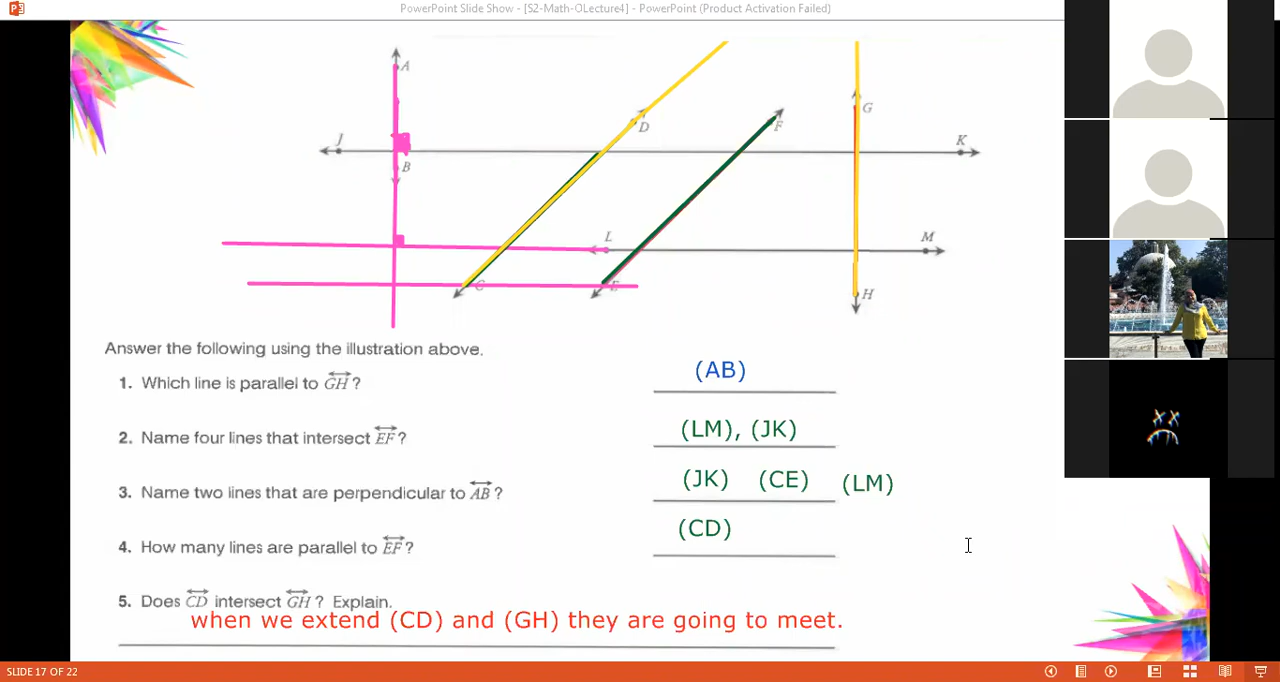 PowerPoint Slide Show - [S2-Math-OLecture4] - PowerPoint (Product Activation Failed)
A
D
F
G
J
K
B
L
M
C
E
H
Answer the following using the illustration above.
1. Which line is parallel to GH?
(AB)
2. Name four lines that intersect EF?
(LM), (JK)
3. Name two lines that are perpendicular to AB?
(JK) (CE) (LM)
4. How many lines are parallel to EF?
(CD)
5. Does CD intersect GH? Explain.
when we extend (CD) and (GH) they are going to meet.
SLIDE 17 OF 22